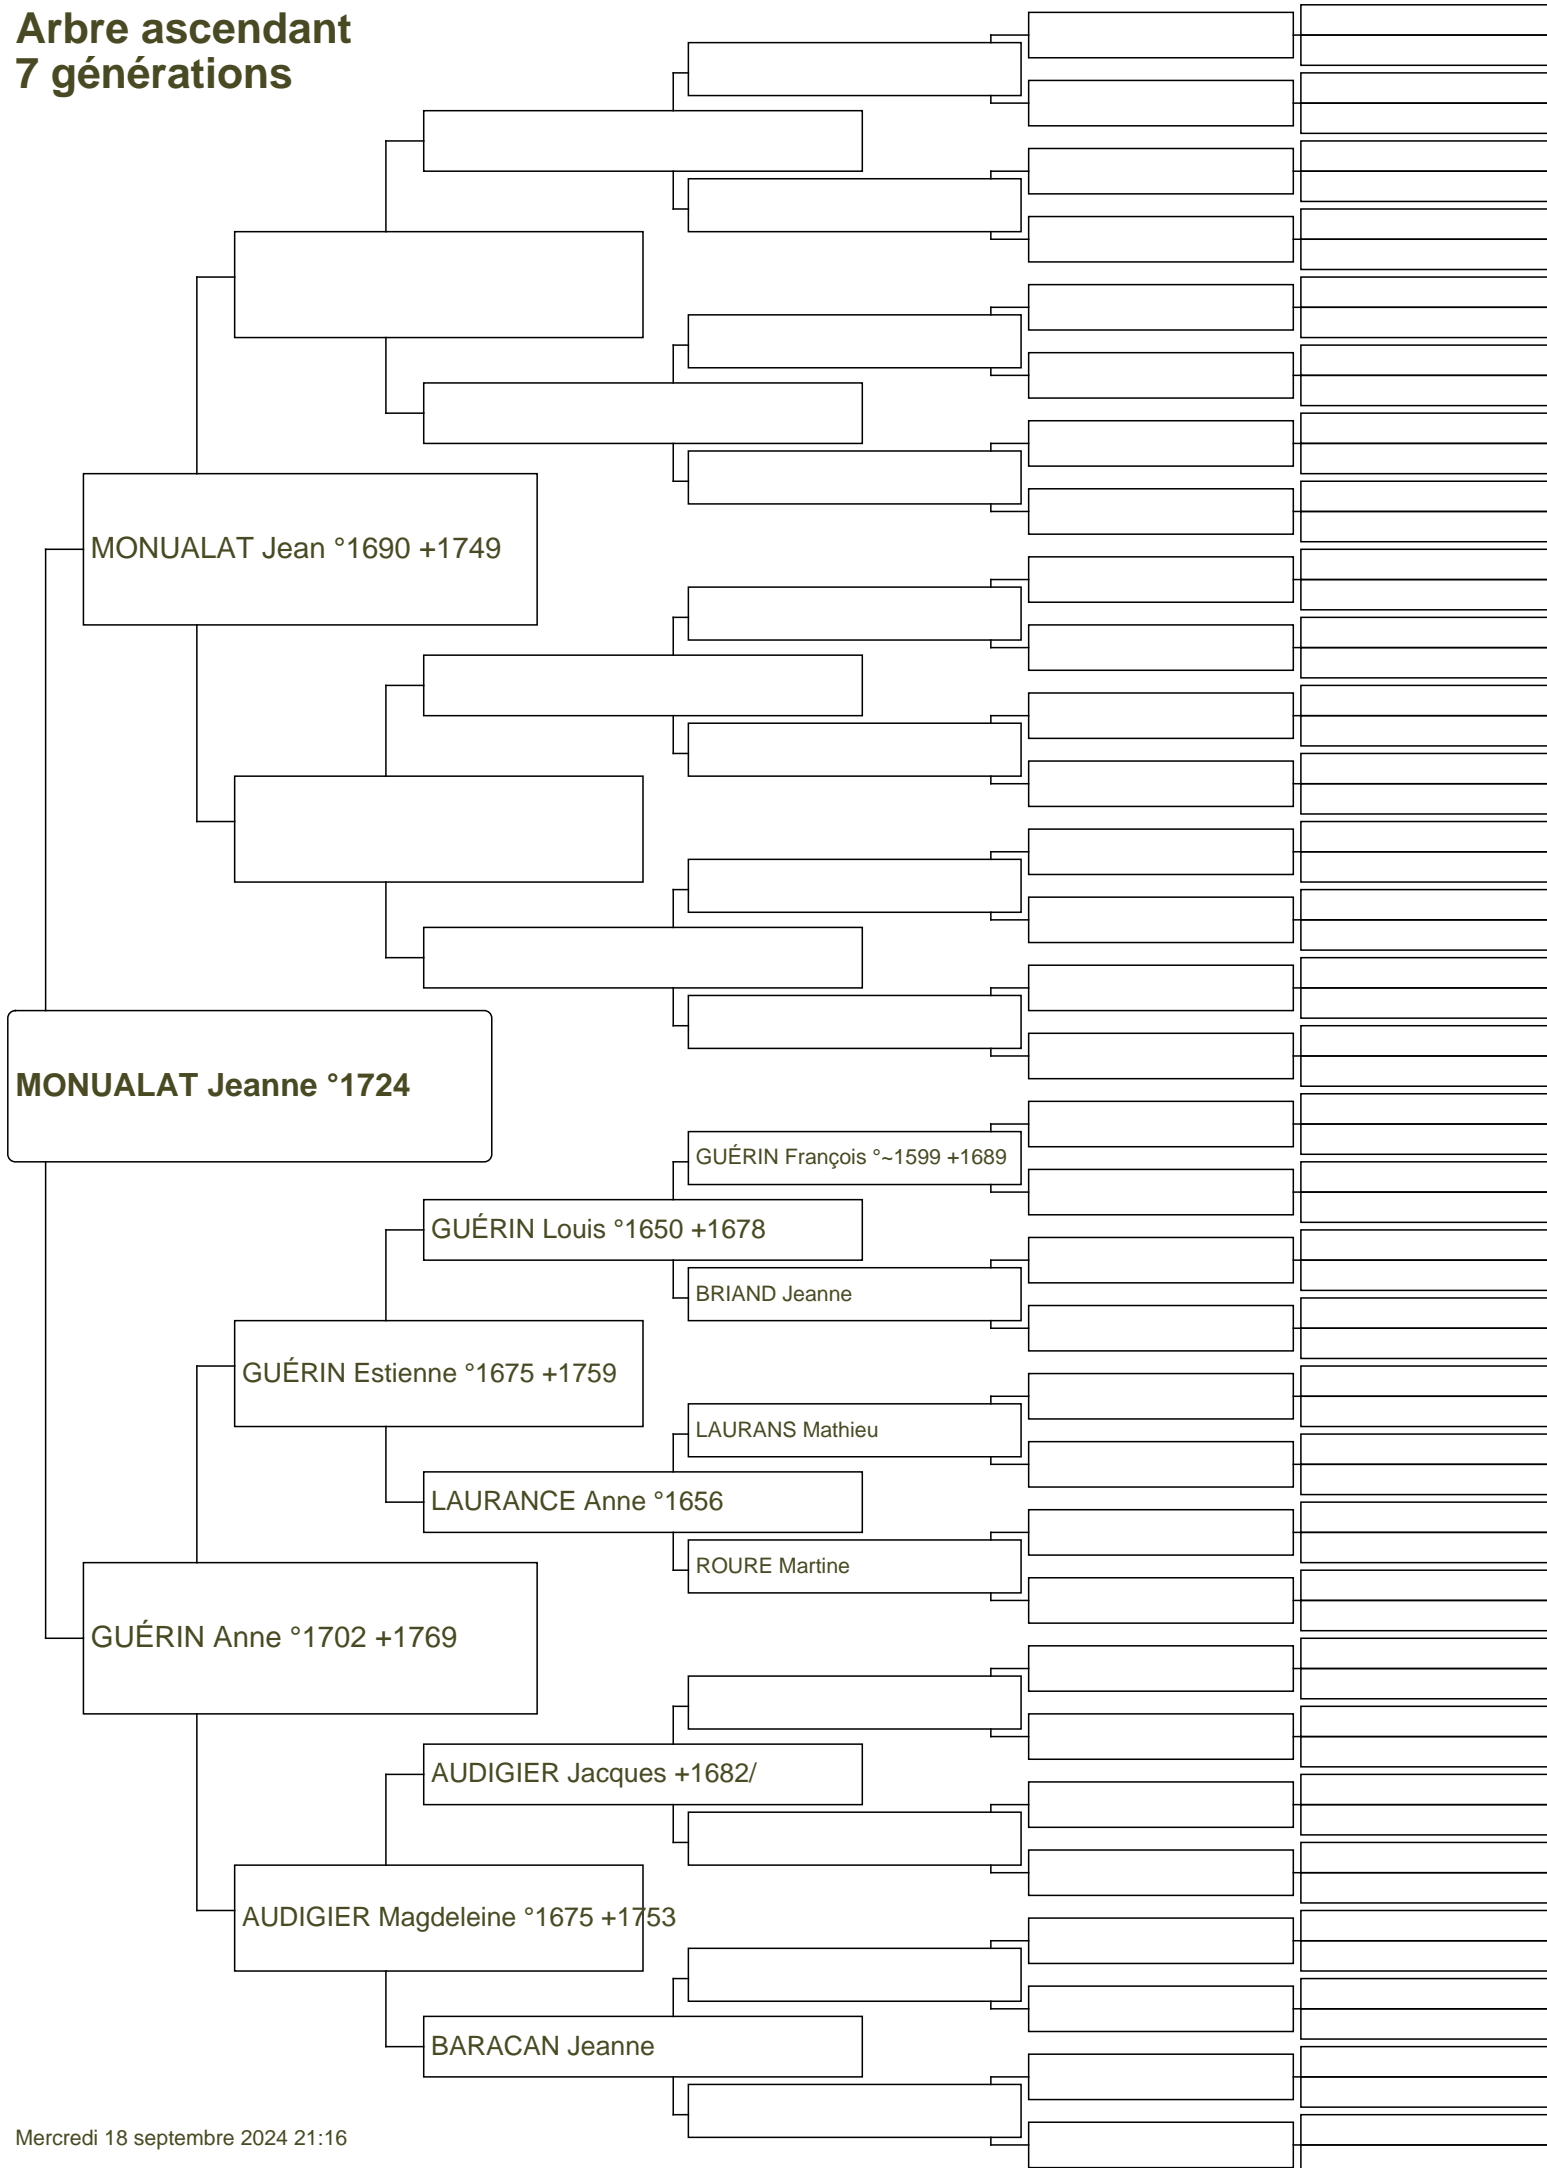 Arbre ascendant
7 générations
MONUALAT Jean °1690 +1749
MONUALAT Jeanne °1724
GUÉRIN François °~1599 +1689
GUÉRIN Louis °1650 +1678
BRIAND Jeanne
GUÉRIN Estienne °1675 +1759
LAURANS Mathieu
LAURANCE Anne °1656
ROURE Martine
GUÉRIN Anne °1702 +1769
AUDIGIER Jacques +1682/
AUDIGIER Magdeleine °1675 +1753
BARACAN Jeanne
Mercredi 18 septembre 2024 21:16